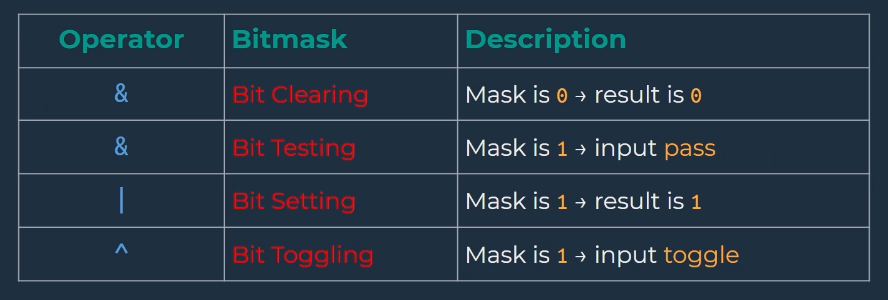 Operator Bitmask Description
& Bit Clearing Mask is 0 → result is 0
& Bit Testing Mask is 1 → input pass
| Bit Setting Mask is 1 → result is 1
^ Bit Toggling Mask is 1 → input toggle